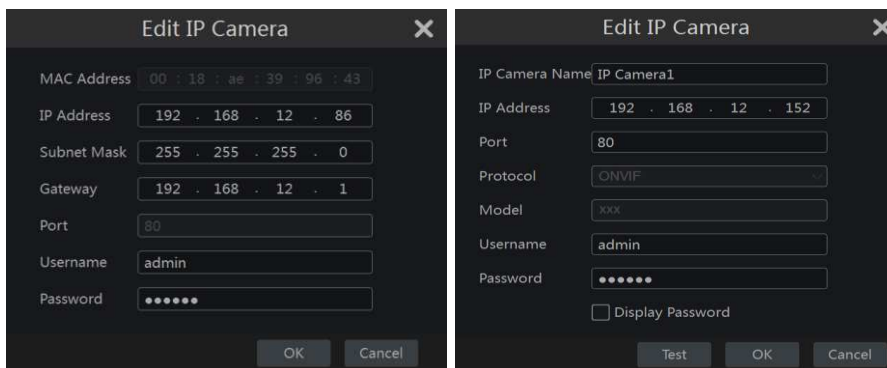 Edit IP Camera
MAC Address 00 : 18 : ae : 39 : 96 : 43
IP Address 192 . 168 . 12 . 86
Subnet Mask 255 . 255 . 255 . 0
Gateway 192 . 168 . 12 . 1
Port 80
Username admin
Password ●●●●●●
OK Cancel
Edit IP Camera
IP Camera Name IP Camera1
IP Address 192 . 168 . 12 . 152
Port 80
Protocol ONVIF
Model xxx
Username admin
Password ●●●●●●
Display Password
Test OK Cancel